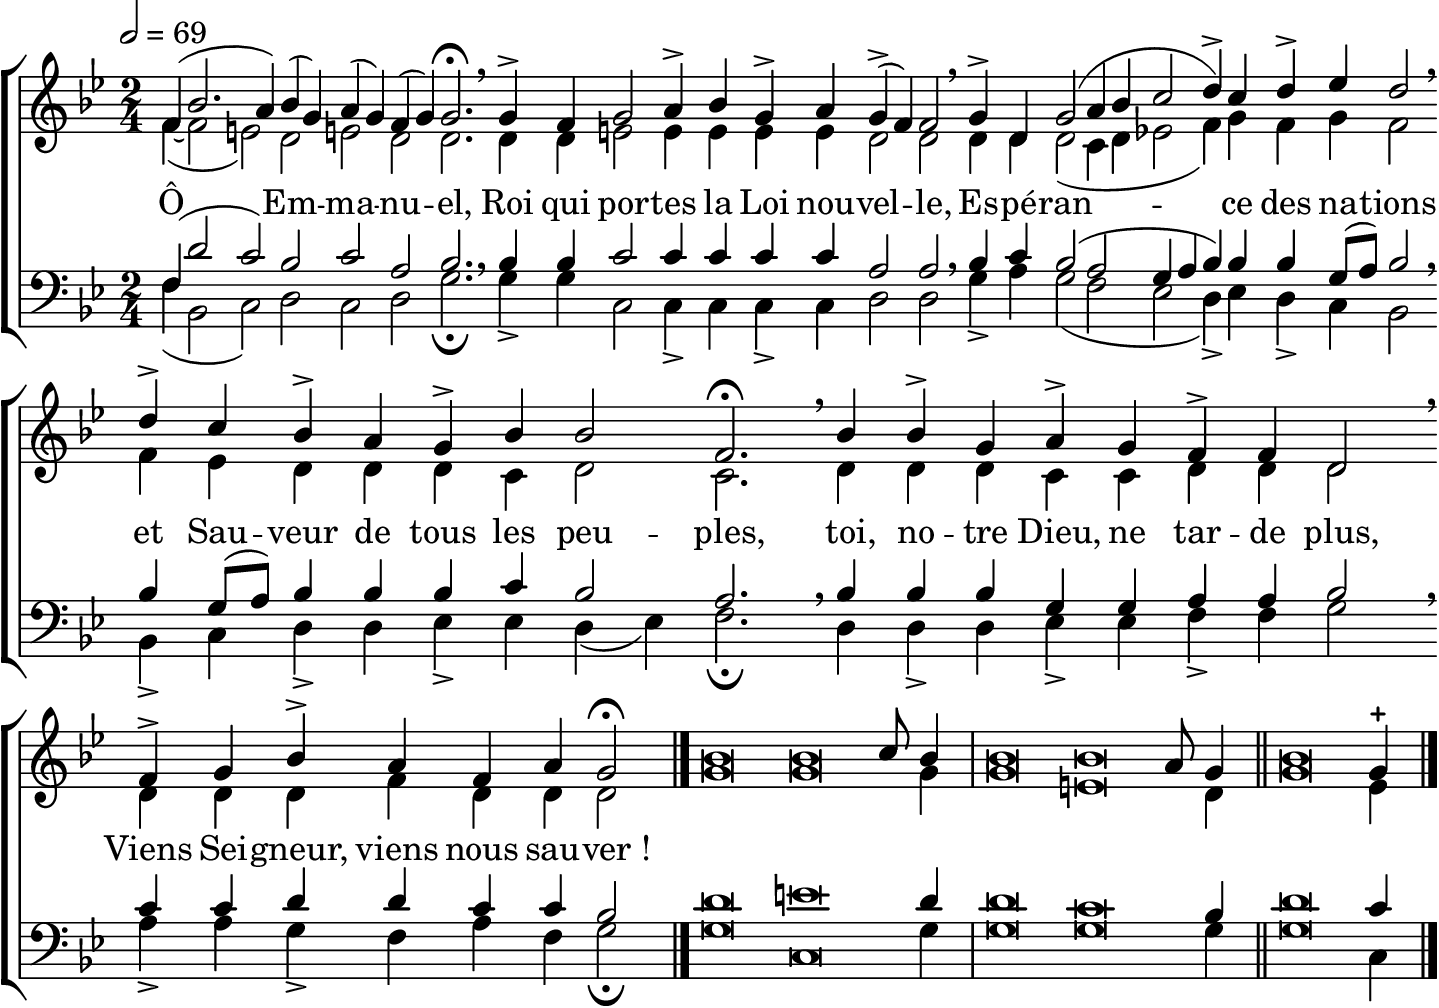 𝅗𝅥 = 69
Ô Em - ma - nu - el, Roi qui portes la Loi nouvel - le, Espéran - ce des nations
et Sau - veur de tous les peu - ples, toi, no - tre Dieu, ne tar - de plus,
Viens Seigneur, viens nous sauver !